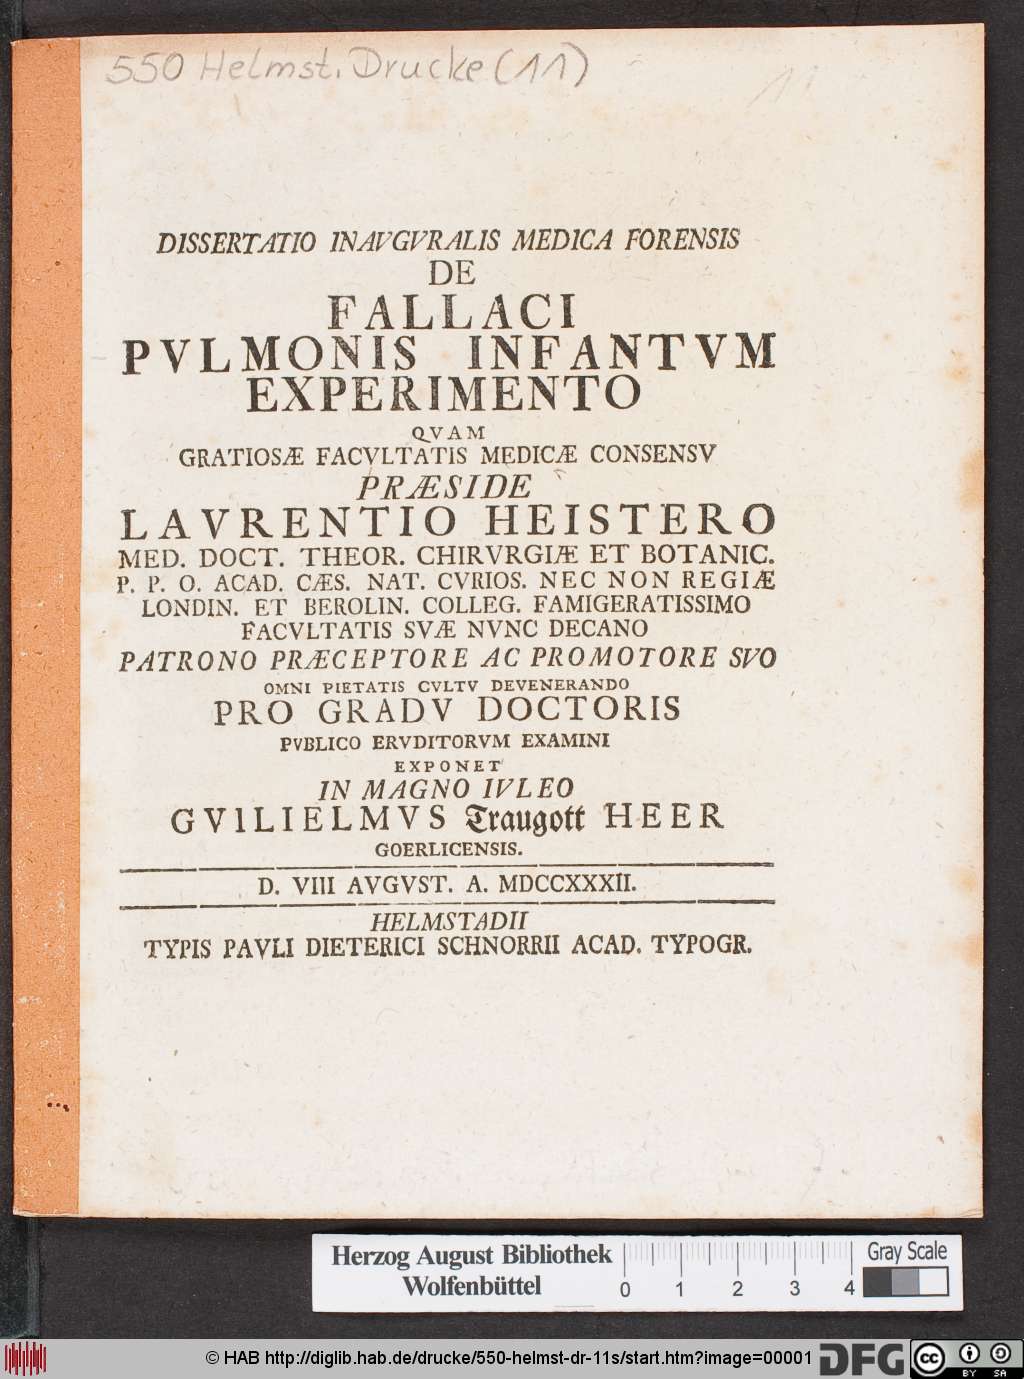 550 Helmst. Drucke (11)
11
DISSERTATIO INAVGVRALIS MEDICA FORENSIS
DE
FALLACI
PVLMONIS INFANTVM
EXPERIMENTO
QVAM
GRATIOSÆ FACVLTATIS MEDICÆ CONSENSV
PRÆSIDE
LAVRENTIO HEISTERO
MED. DOCT. THEOR. CHIRVRGIÆ ET BOTANIC.
P. P. O. ACAD. CÆS. NAT. CVRIOS. NEC NON REGIÆ
LONDIN. ET BEROLIN. COLLEG. FAMIGERATISSIMO
FACVLTATIS SVÆ NVNC DECANO
PATRONO PRÆCEPTORE AC PROMOTORE SVO
OMNI PIETATIS CVLTV DEVENERANDO
PRO GRADV DOCTORIS
PVBLICO ERVDITORVM EXAMINI
EXPONET
IN MAGNO IVLEO
GVILIELMVS Traugott HEER
GOERLICENSIS.
D. VIII AVGVST. A. MDCCXXXII.
HELMSTADII
TYPIS PAVLI DIETERICI SCHNORRII ACAD. TYPOGR.
Herzog August Bibliothek
Wolfenbüttel
0 1 2 3 4
Gray Scale
© HAB http://diglib.hab.de/drucke/550-helmst-dr-11s/start.htm?image=00001
DFG
cc BY SA